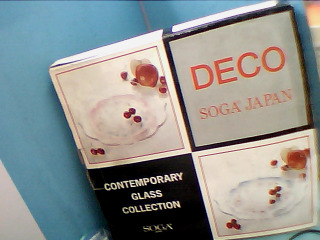 DECO
SOGA JAPAN
CONTEMPORARY
GLASS
COLLECTION
SOGA